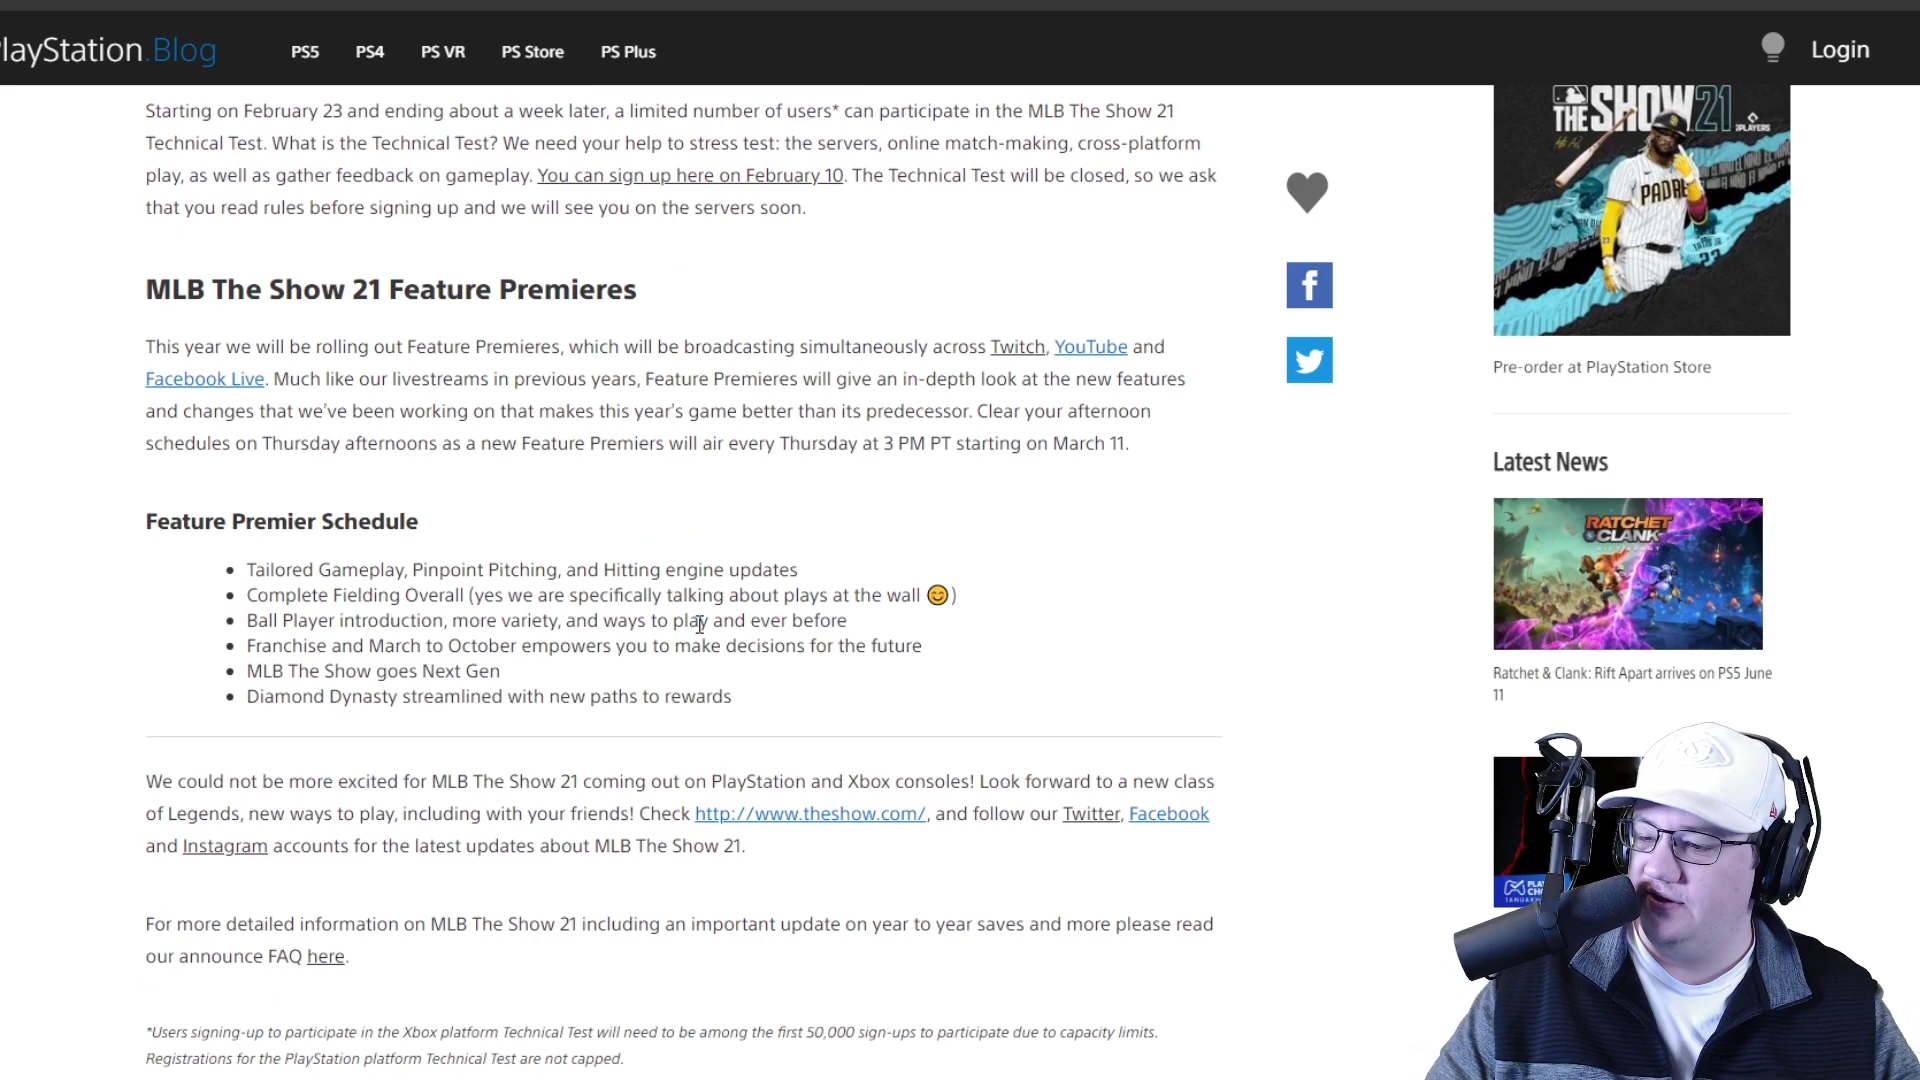 PlayStation.Blog
PS5
PS4
PS VR
PS Store
PS Plus
Login
Starting on February 23 and ending about a week later, a limited number of users* can participate in the MLB The Show 21
Technical Test. What is the Technical Test? We need your help to stress test: the servers, online match-making, cross-platform
play, as well as gather feedback on gameplay. You can sign up here on February 10. The Technical Test will be closed, so we ask
that you read rules before signing up and we will see you on the servers soon.
MLB The Show 21 Feature Premieres
This year we will be rolling out Feature Premieres, which will be broadcasting simultaneously across Twitch, YouTube and
Facebook Live. Much like our livestreams in previous years, Feature Premieres will give an in-depth look at the new features
and changes that we've been working on that makes this year's game better than its predecessor. Clear your afternoon
schedules on Thursday afternoons as a new Feature Premiers will air every Thursday at 3 PM PT starting on March 11.
Feature Premier Schedule
Tailored Gameplay, Pinpoint Pitching, and Hitting engine updates
Complete Fielding Overall (yes we are specifically talking about plays at the wall 😊)
Ball Player introduction, more variety, and ways to play and ever before
Franchise and March to October empowers you to make decisions for the future
MLB The Show goes Next Gen
Diamond Dynasty streamlined with new paths to rewards
We could not be more excited for MLB The Show 21 coming out on PlayStation and Xbox consoles! Look forward to a new class
of Legends, new ways to play, including with your friends! Check http://www.theshow.com/, and follow our Twitter, Facebook
and Instagram accounts for the latest updates about MLB The Show 21.
For more detailed information on MLB The Show 21 including an important update on year to year saves and more please read
our announce FAQ here.
*Users signing-up to participate in the Xbox platform Technical Test will need to be among the first 50,000 sign-ups to participate due to capacity limits.
Registrations for the PlayStation platform Technical Test are not capped.
THE SHOW 21
PLAYERS
PADRE
23
Pre-order at PlayStation Store
Latest News
RATCHET
CLANK
Ratchet & Clank: Rift Apart arrives on PS5 June
11